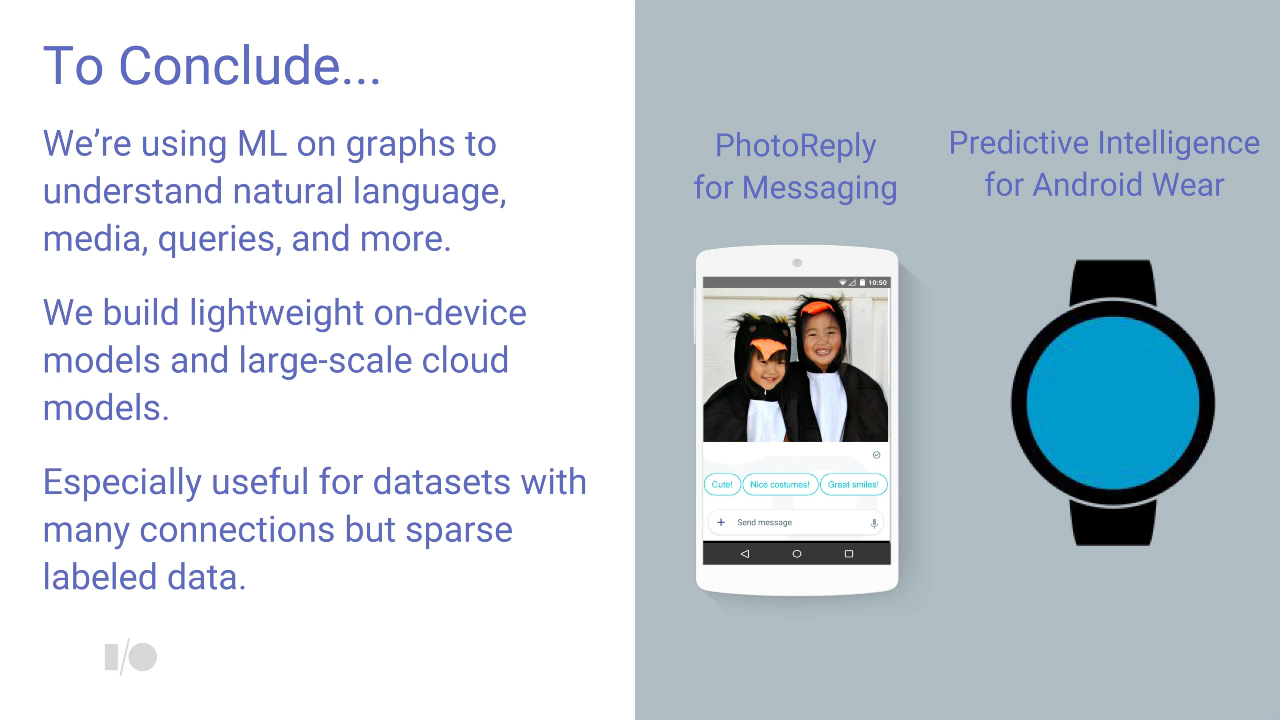 To Conclude...
We’re using ML on graphs to
understand natural language,
media, queries, and more.
We build lightweight on-device
models and large-scale cloud
models.
Especially useful for datasets with
many connections but sparse
labeled data.
I/O
PhotoReply
for Messaging
10:50
Cute!
Nice costumes!
Great smiles!
Send message
Predictive Intelligence
for Android Wear